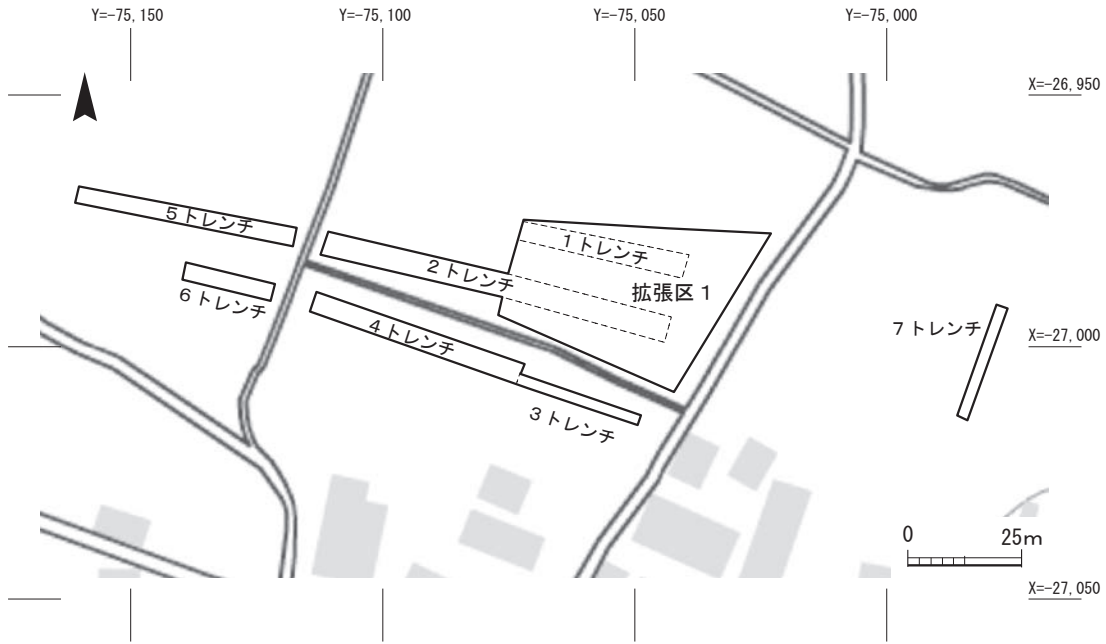 Y=-75,150
Y=-75,100
Y=-75,050
Y=-75,000
X=-26,950
5トレンチ
1トレンチ
2トレンチ
拡張区1
6トレンチ
7トレンチ
4トレンチ
X=-27,000
3トレンチ
0 25m
X=-27,050